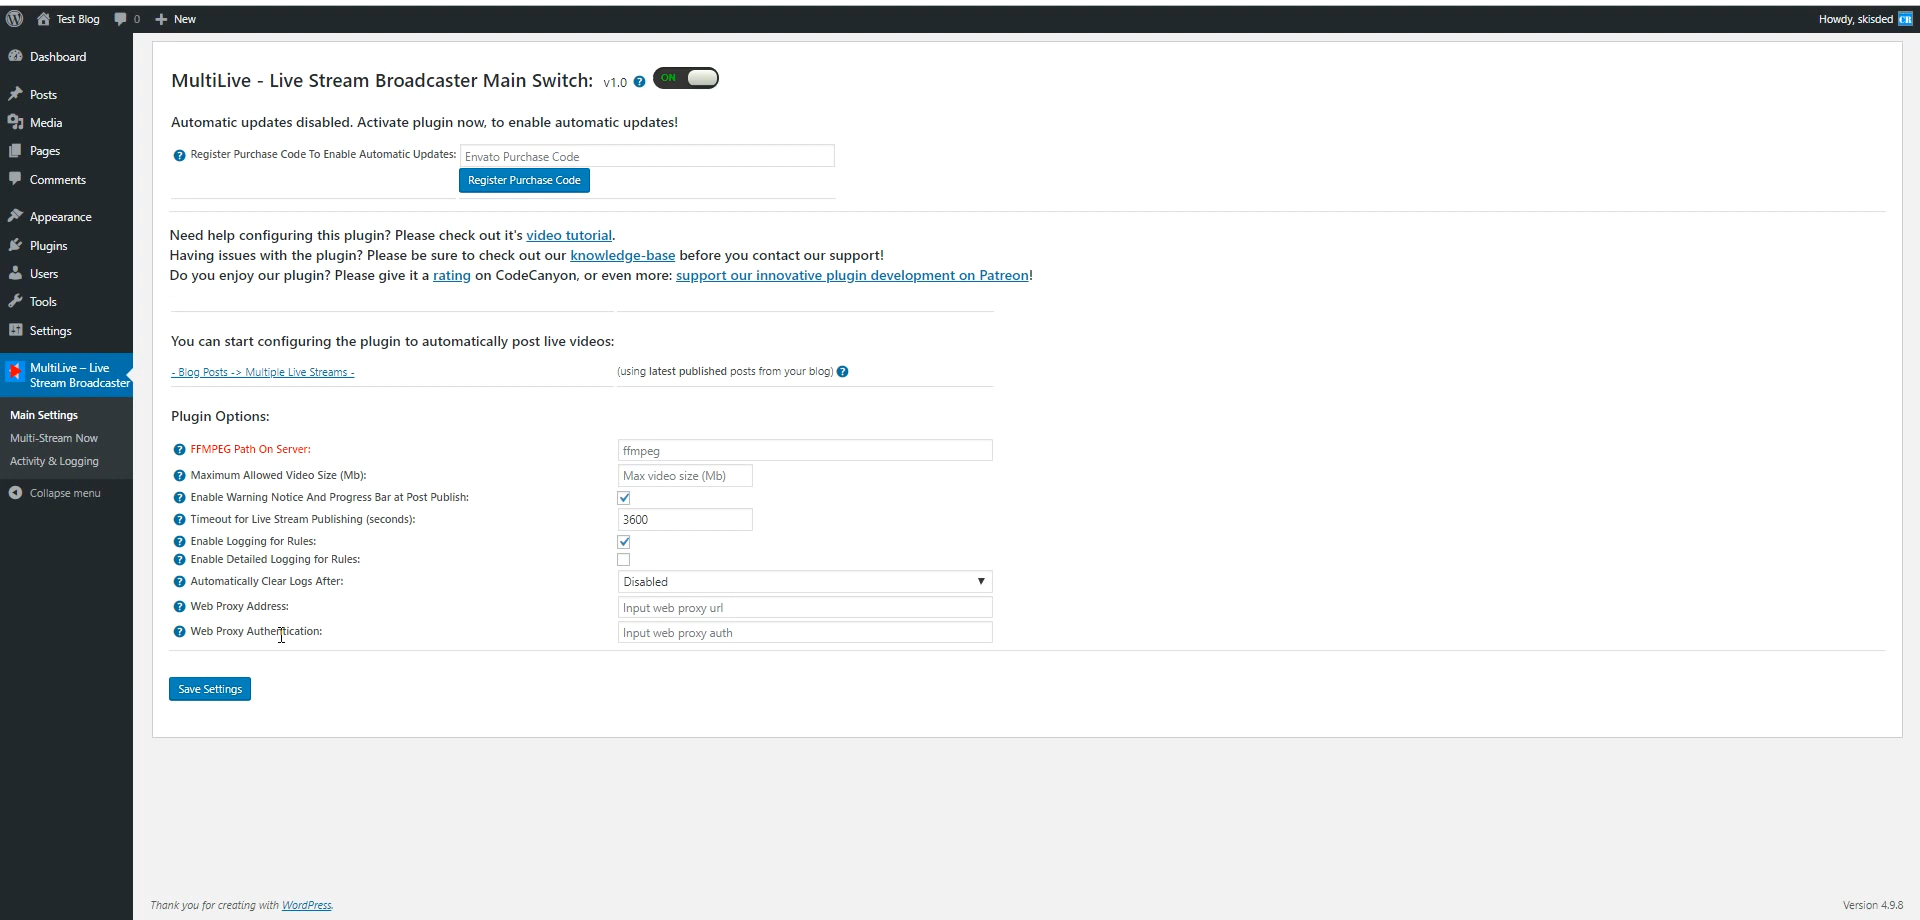 Test Blog 0 New Howdy, skisded CR
Dashboard
Posts
Media
Pages
Comments
Appearance
Plugins
Users
Tools
Settings
MultiLive – Live
Stream Broadcaster
Main Settings
Multi-Stream Now
Activity & Logging
Collapse menu
MultiLive - Live Stream Broadcaster Main Switch: v1.0 ? ON
Automatic updates disabled. Activate plugin now, to enable automatic updates!
? Register Purchase Code To Enable Automatic Updates: Envato Purchase Code
Register Purchase Code
Need help configuring this plugin? Please check out it's video tutorial.
Having issues with the plugin? Please be sure to check out our knowledge-base before you contact our support!
Do you enjoy our plugin? Please give it a rating on CodeCanyon, or even more: support our innovative plugin development on Patreon!
You can start configuring the plugin to automatically post live videos:
- Blog Posts -> Multiple Live Streams - (using latest published posts from your blog) ?
Plugin Options:
? FFMPEG Path On Server: ffmpeg
? Maximum Allowed Video Size (Mb): Max video size (Mb)
? Enable Warning Notice And Progress Bar at Post Publish:
? Timeout for Live Stream Publishing (seconds): 3600
? Enable Logging for Rules:
? Enable Detailed Logging for Rules:
? Automatically Clear Logs After: Disabled
? Web Proxy Address: Input web proxy url
? Web Proxy Authentication: Input web proxy auth
Save Settings
Thank you for creating with WordPress. Version 4.9.8